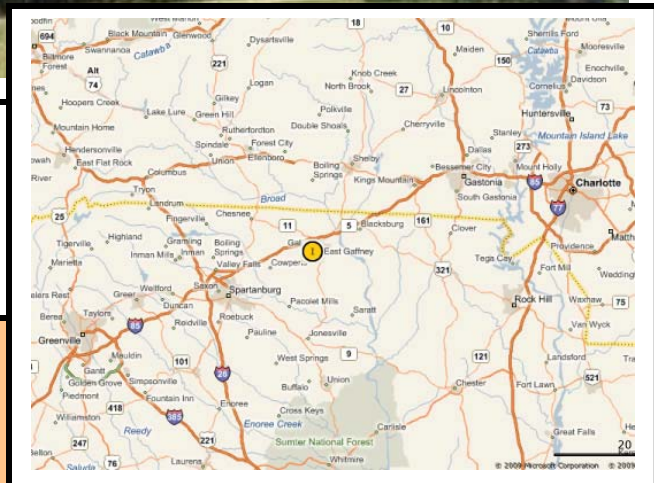 18
10
Sherrills Ford
694
Black Mountain
Glenwood
Dysartsville
Catawba
Swannanoa
Maiden
Catawba
Mooresville
Biltmore Forest
221
150
Enochville
Alt 74
Logan
Knob Creek
Davidson
Gilkey
North Brook
27
Lincolnton
Cornelius
73
Hoopers Creek
Lake Lure
Green Hill
Polkville
Huntersville
Mountain Home
Rutherfordton
Double Shoals
Cherryville
Stanley
Mountain Island Lake
Spindale
Forest City
273
Hendersonville
Union
Ellenboro
Shelby
Dallas
East Flat Rock
Boiling Springs
Bessemer City
Mount Holly
River
Columbus
Kings Mountain
Gastonia
85
Charlotte
Tryon
South Gastonia
77
Landrum
Broad
25
Chesnee
11
5
161
Fingerville
Blacksburg
Clover
Providence
Tigerville
Highland
Graming
Boiling Springs
1
East Gaffney
Tega Cay
Marietta
Inman Mills
Inman
Valley Falls
Cowpens
321
Fort Mill
Weddington
Saxon
Wellford
Spartanburg
Greer
Pacolet Mills
Rock Hill
Waxhaw
75
Taylors
Duncan
Berea
85
Reidville
Roebuck
Van Wyck
Greenville
Pauline
Jonesville
Mauldin
9
Landsford
Gantt
101
West Springs
121
Golden Grove
Simpsonville
26
521
Piedmont
Fountain Inn
Buffalo
Union
Chester
Fort Lawn
418
Enoree
Williamston
385
Cross Keys
Reedy
Enoree Creek
Great Falls
247
221
Sumter National Forest
Carlisle
20
Saluda
76
Laurens
Whitmire
© 2009 Microsoft Corporation © 2009